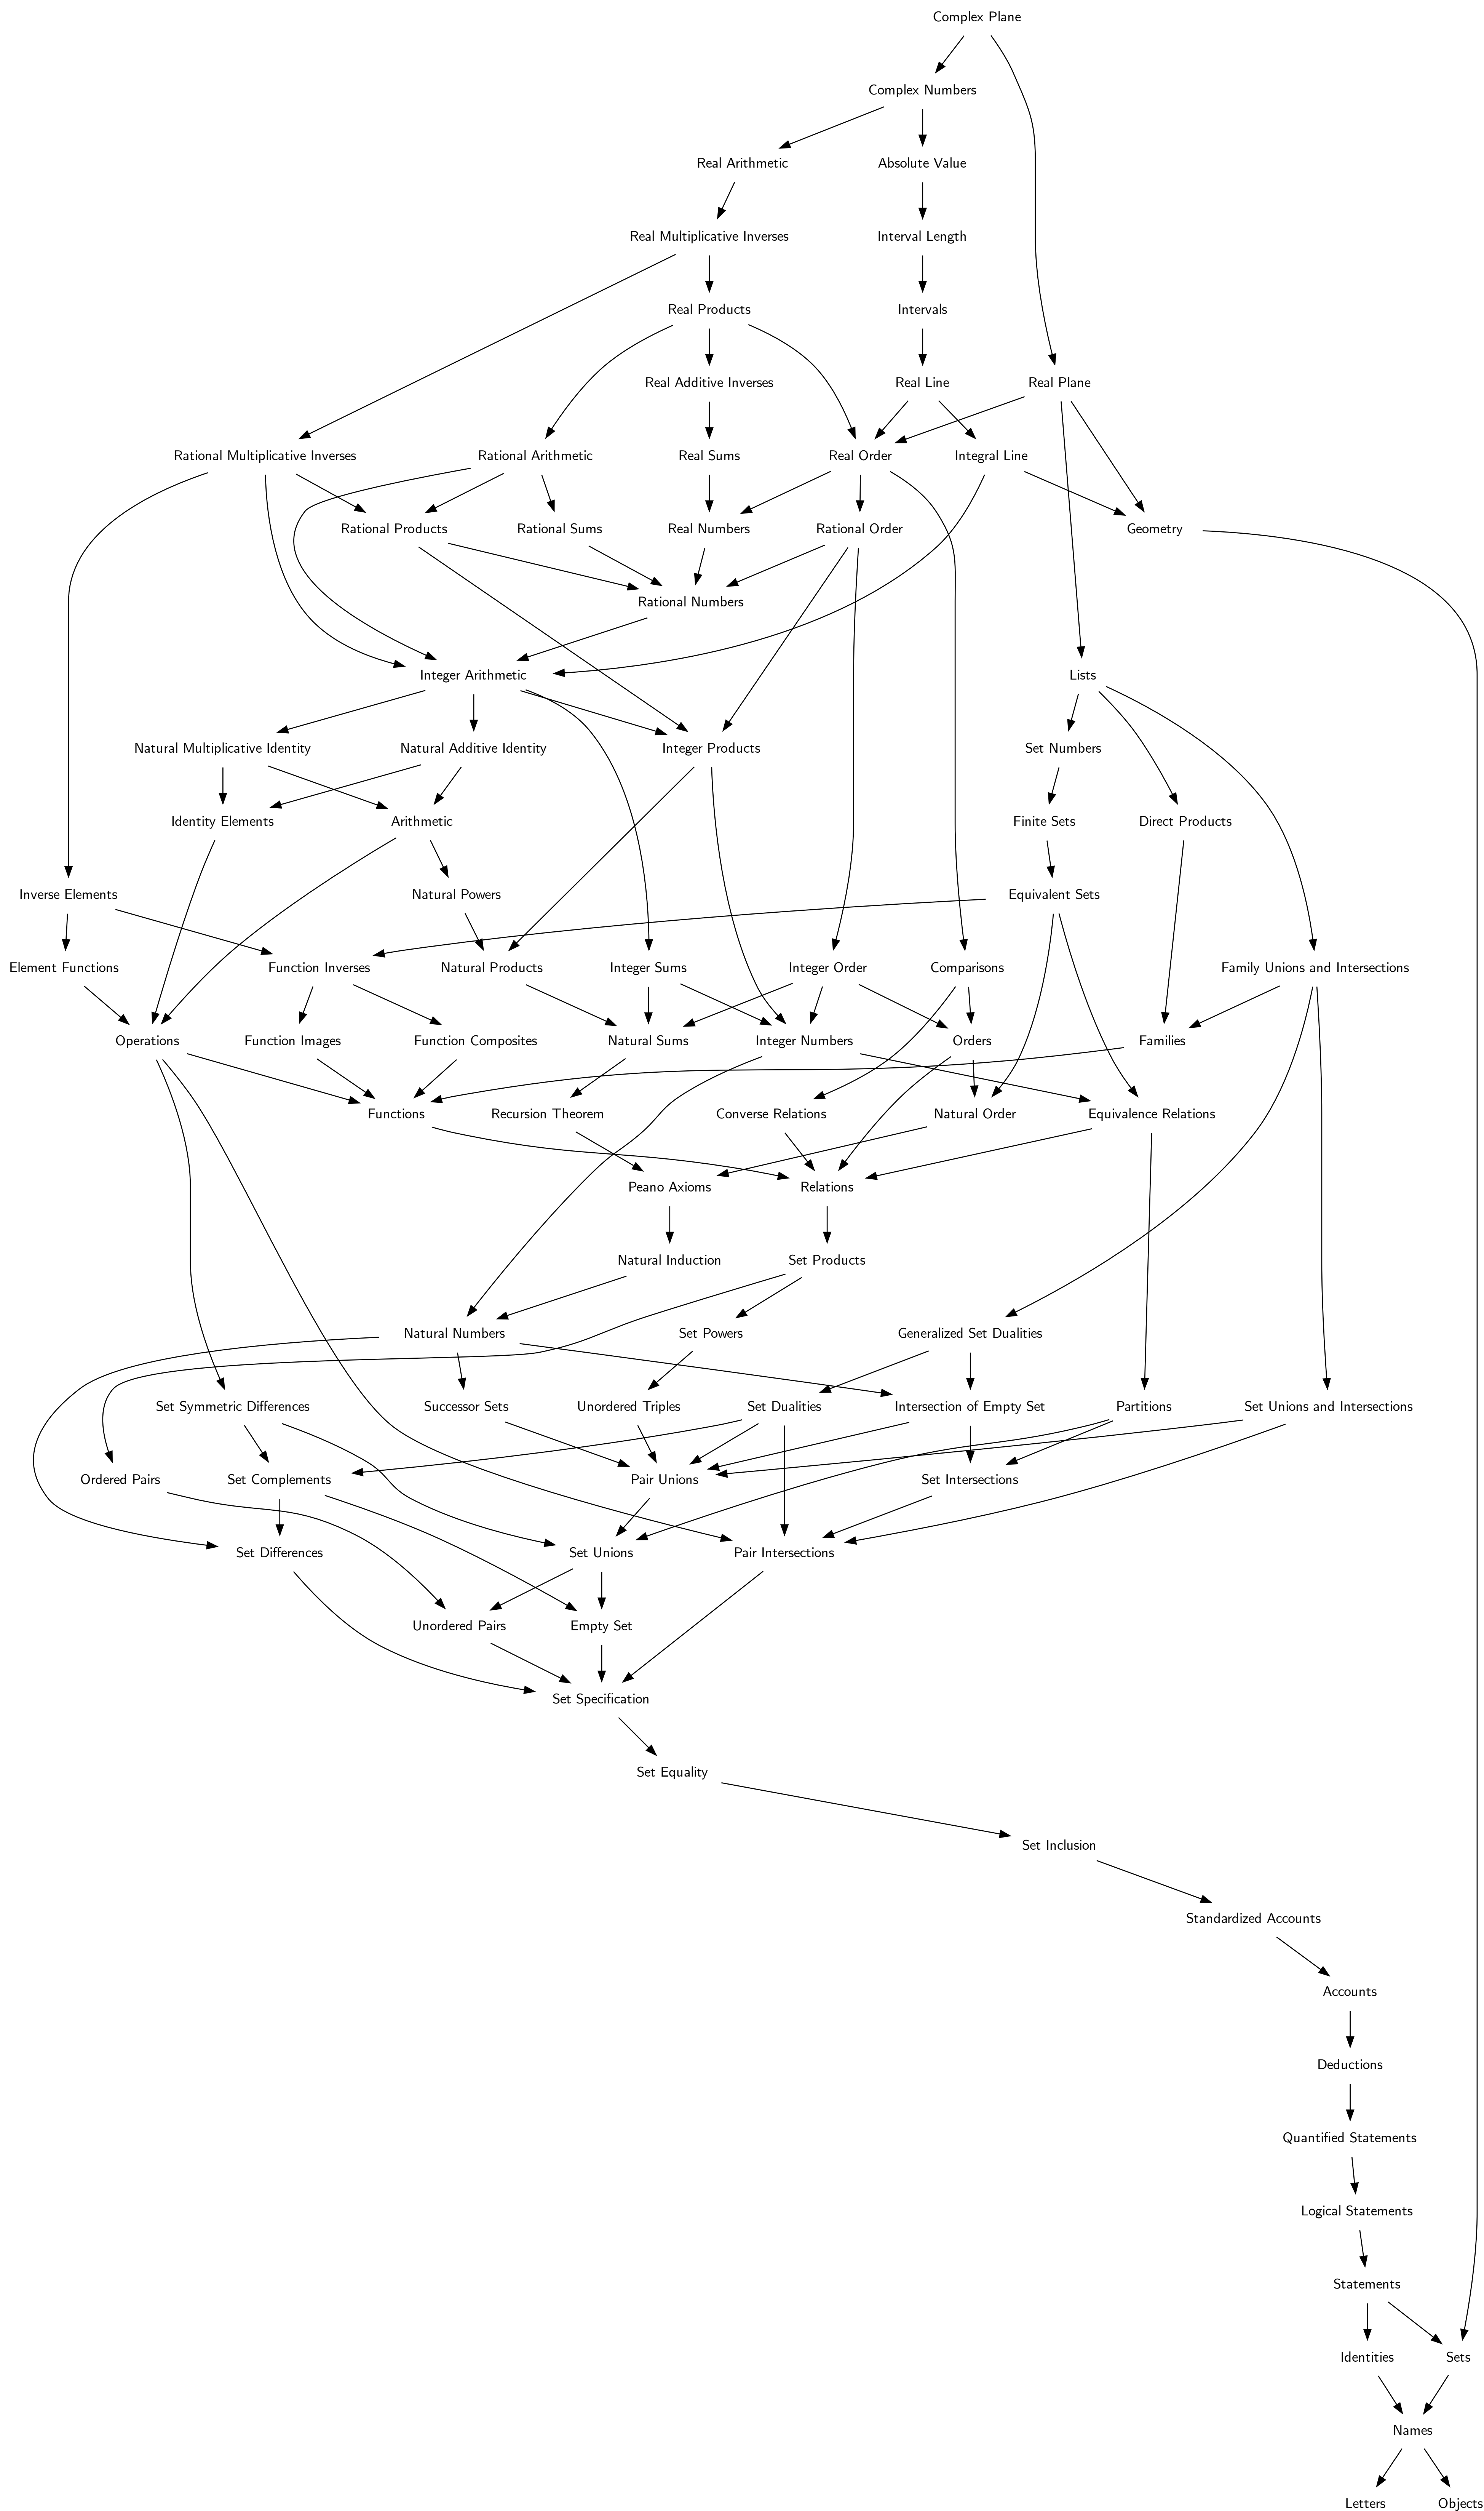 Complex Plane
Complex Numbers
Real Arithmetic
Absolute Value
Real Multiplicative Inverses
Interval Length
Real Products
Intervals
Real Additive Inverses
Real Line
Real Plane
Rational Multiplicative Inverses
Rational Arithmetic
Real Sums
Real Order
Integral Line
Rational Products
Rational Sums
Real Numbers
Rational Order
Geometry
Rational Numbers
Integer Arithmetic
Lists
Natural Multiplicative Identity
Natural Additive Identity
Integer Products
Set Numbers
Identity Elements
Arithmetic
Finite Sets
Direct Products
Inverse Elements
Natural Powers
Equivalent Sets
Element Functions
Function Inverses
Natural Products
Integer Sums
Integer Order
Comparisons
Family Unions and Intersections
Operations
Function Images
Function Composites
Natural Sums
Integer Numbers
Orders
Families
Functions
Recursion Theorem
Converse Relations
Natural Order
Equivalence Relations
Peano Axioms
Relations
Natural Induction
Set Products
Natural Numbers
Set Powers
Generalized Set Dualities
Set Symmetric Differences
Successor Sets
Unordered Triples
Set Dualities
Intersection of Empty Set
Partitions
Set Unions and Intersections
Ordered Pairs
Set Complements
Pair Unions
Set Intersections
Set Differences
Set Unions
Pair Intersections
Unordered Pairs
Empty Set
Set Specification
Set Equality
Set Inclusion
Standardized Accounts
Accounts
Deductions
Quantified Statements
Logical Statements
Statements
Identities
Sets
Names
Letters
Objects